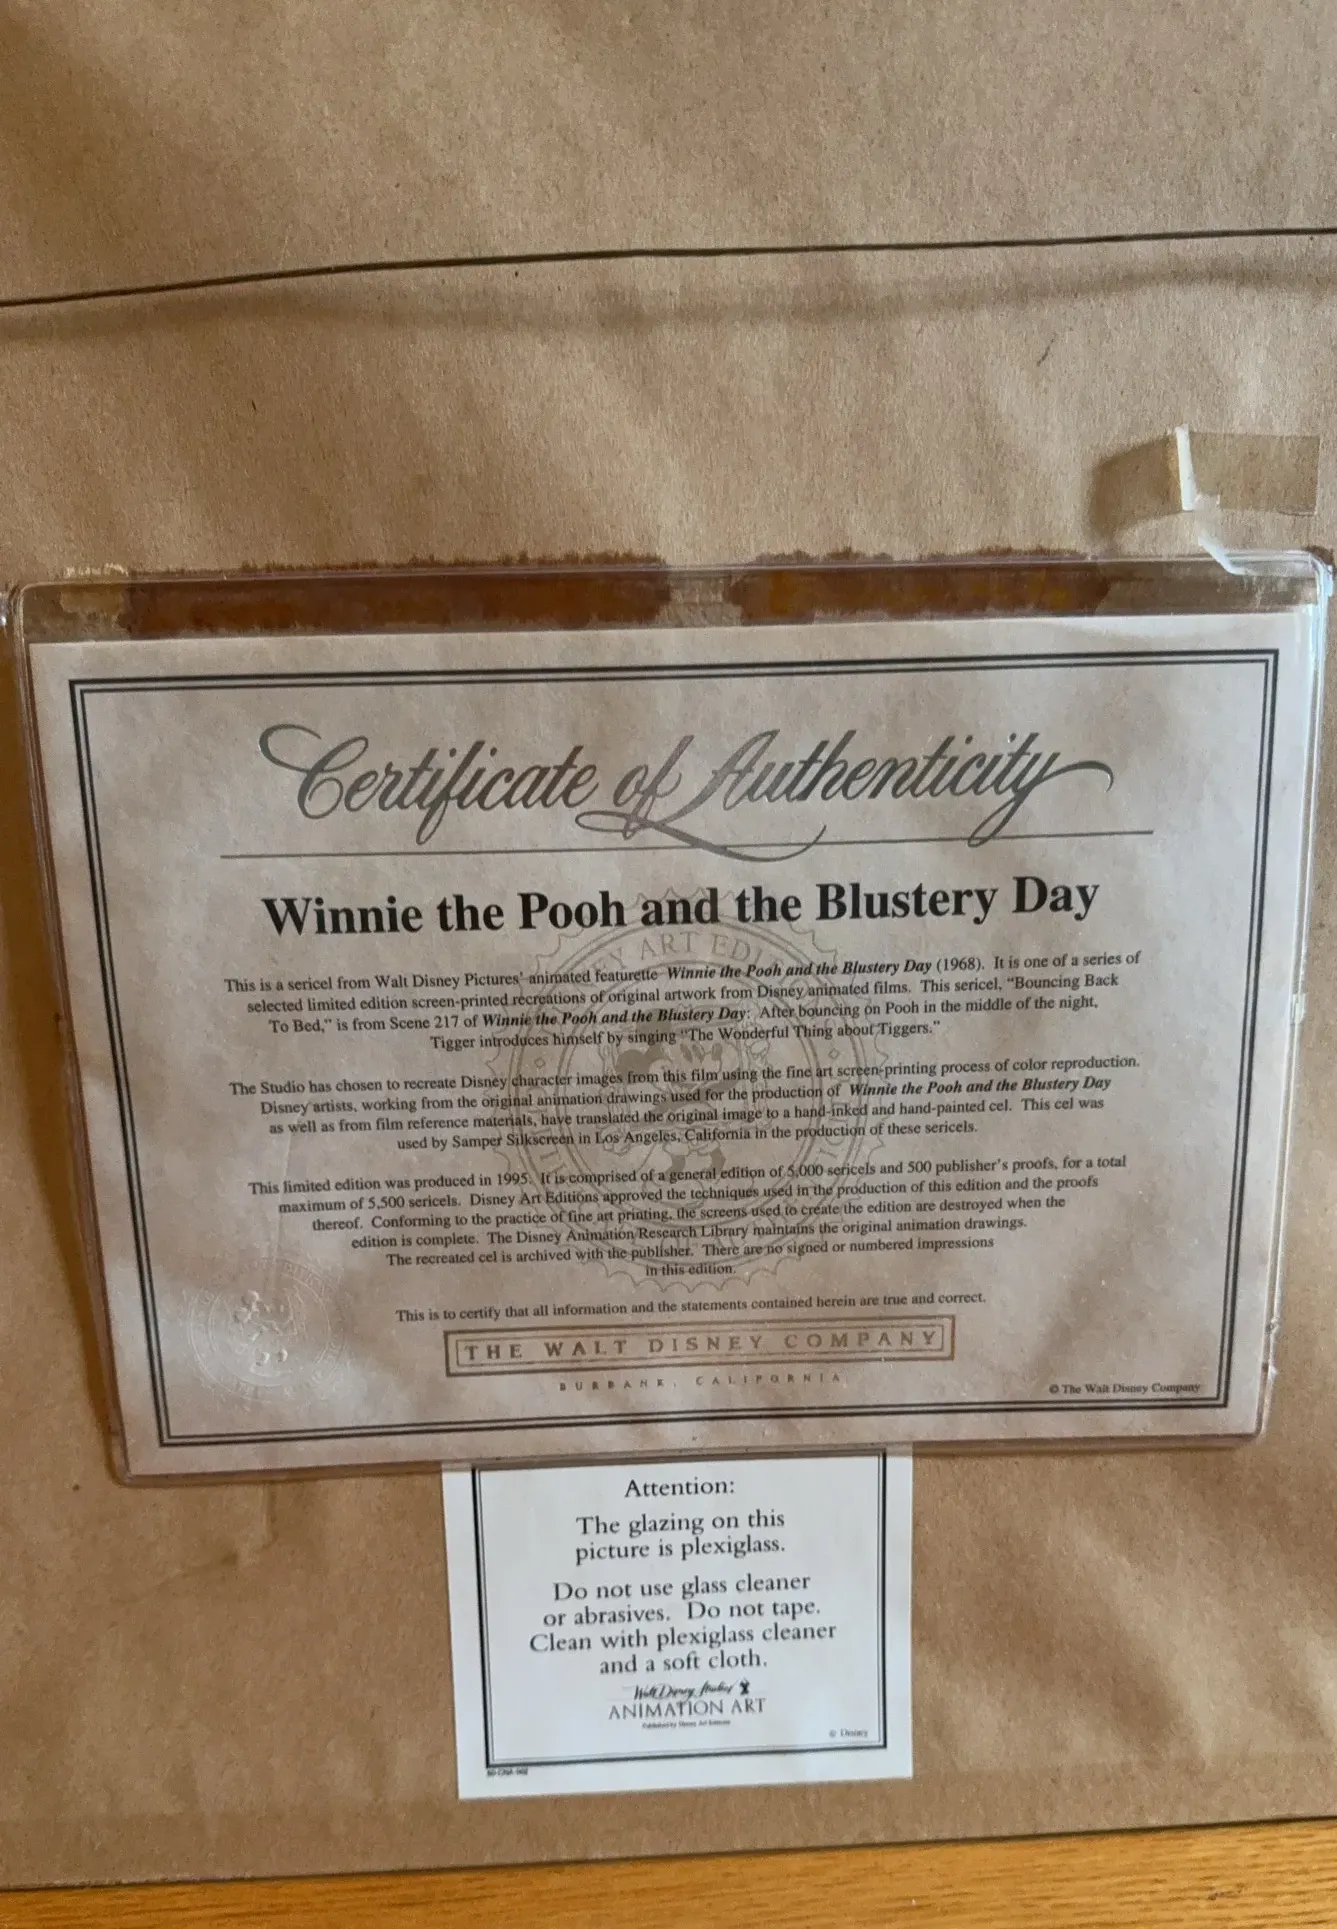 Certificate of Authenticity
Winnie the Pooh and the Blustery Day
This is a sericel from Walt Disney Pictures' animated featurette Winnie the Pooh and the Blustery Day (1968). It is one of a series of
selected limited edition screen-printed recreations of original artwork from Disney animated films. This sericel, "Bouncing Back
To Bed," is from Scene 217 of Winnie the Pooh and the Blustery Day: After bouncing on Pooh in the middle of the night,
Tigger introduces himself by singing "The Wonderful Thing about Tiggers."
The Studio has chosen to recreate Disney character images from this film using the fine art screen-printing process of color reproduction.
Disney artists, working from the original animation drawings used for the production of Winnie the Pooh and the Blustery Day
as well as from film reference materials, have translated the original image to a hand-inked and hand-painted cel. This cel was
used by Samper Silkscreen in Los Angeles, California in the production of these sericels.
This limited edition was produced in 1995. It is comprised of a general edition of 5,000 sericels and 500 publisher's proofs, for a total
maximum of 5,500 sericels. Disney Art Editions approved the techniques used in the production of this edition and the proofs
thereof. Conforming to the practice of fine art printing, the screens used to create the edition are destroyed when the
edition is complete. The Disney Animation Research Library maintains the original animation drawings.
The recreated cel is archived with the publisher. There are no signed or numbered impressions
in this edition.
This is to certify that all information and the statements contained herein are true and correct.
THE WALT DISNEY COMPANY
BURBANK, CALIFORNIA
© The Walt Disney Company
Attention:
The glazing on this
picture is plexiglass.
Do not use glass cleaner
or abrasives. Do not tape.
Clean with plexiglass cleaner
and a soft cloth.
Walt Disney Studios
ANIMATION ART
Published by Disney Art Editions
© Disney